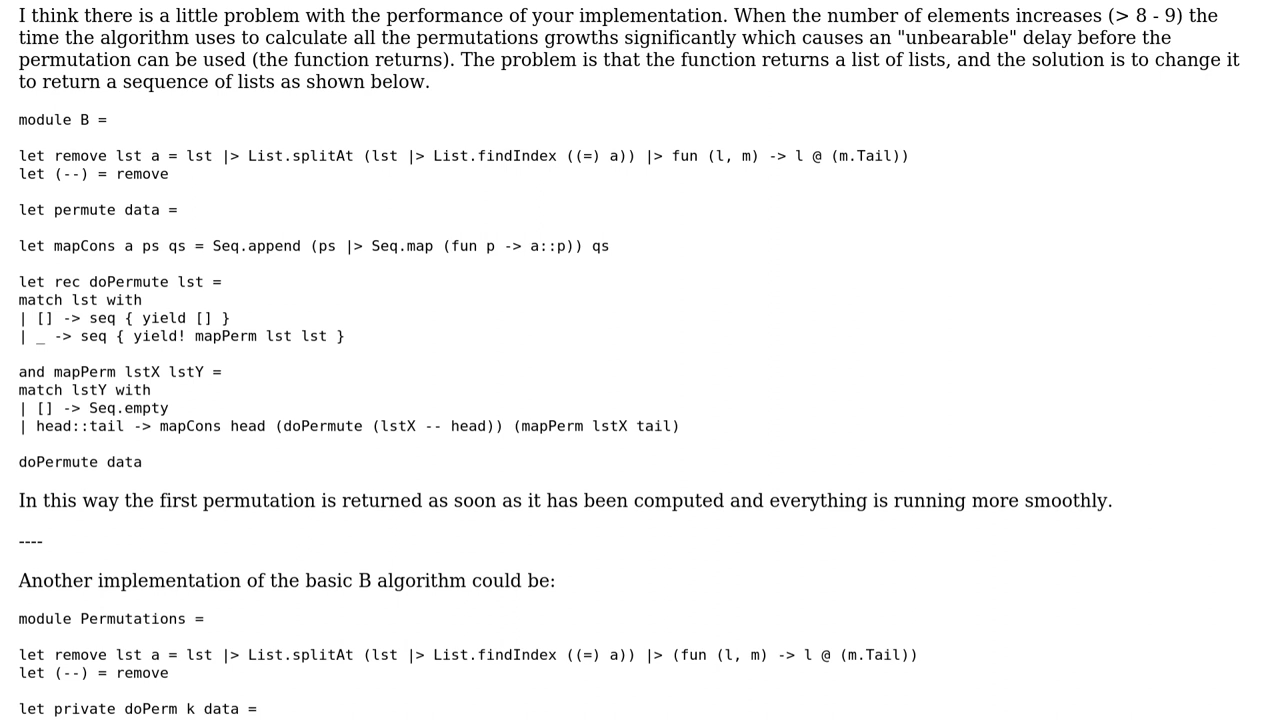 I think there is a little problem with the performance of your implementation. When the number of elements increases (> 8 - 9) the
time the algorithm uses to calculate all the permutations growths significantly which causes an "unbearable" delay before the
permutation can be used (the function returns). The problem is that the function returns a list of lists, and the solution is to change it
to return a sequence of lists as shown below.
module B =
let remove lst a = lst |> List.splitAt (lst |> List.findIndex ((=) a)) |> fun (l, m) -> l @ (m.Tail))
let (--) = remove
let permute data =
let mapCons a ps qs = Seq.append (ps |> Seq.map (fun p -> a::p)) qs
let rec doPermute lst =
match lst with
| [] -> seq { yield [] }
| _ -> seq { yield! mapPerm lst lst }
and mapPerm lstX lstY =
match lstY with
| [] -> Seq.empty
| head::tail -> mapCons head (doPermute (lstX -- head)) (mapPerm lstX tail)
doPermute data
In this way the first permutation is returned as soon as it has been computed and everything is running more smoothly.
----
Another implementation of the basic B algorithm could be:
module Permutations =
let remove lst a = lst |> List.splitAt (lst |> List.findIndex ((=) a)) |> (fun (l, m) -> l @ (m.Tail))
let (--) = remove
let private doPerm k data =